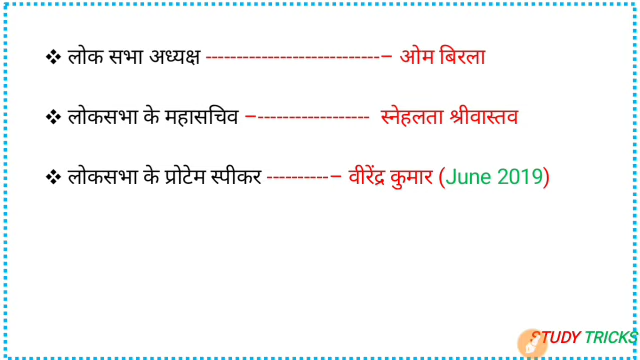 ❖ लोक सभा अध्यक्ष ----------------------------– ओम बिरला
❖ लोकसभा के महासचिव –------------------ स्नेहलता श्रीवास्तव
❖ लोकसभा के प्रोटेम स्पीकर ----------– वीरेंद्र कुमार (June 2019)
STUDY TRICKS